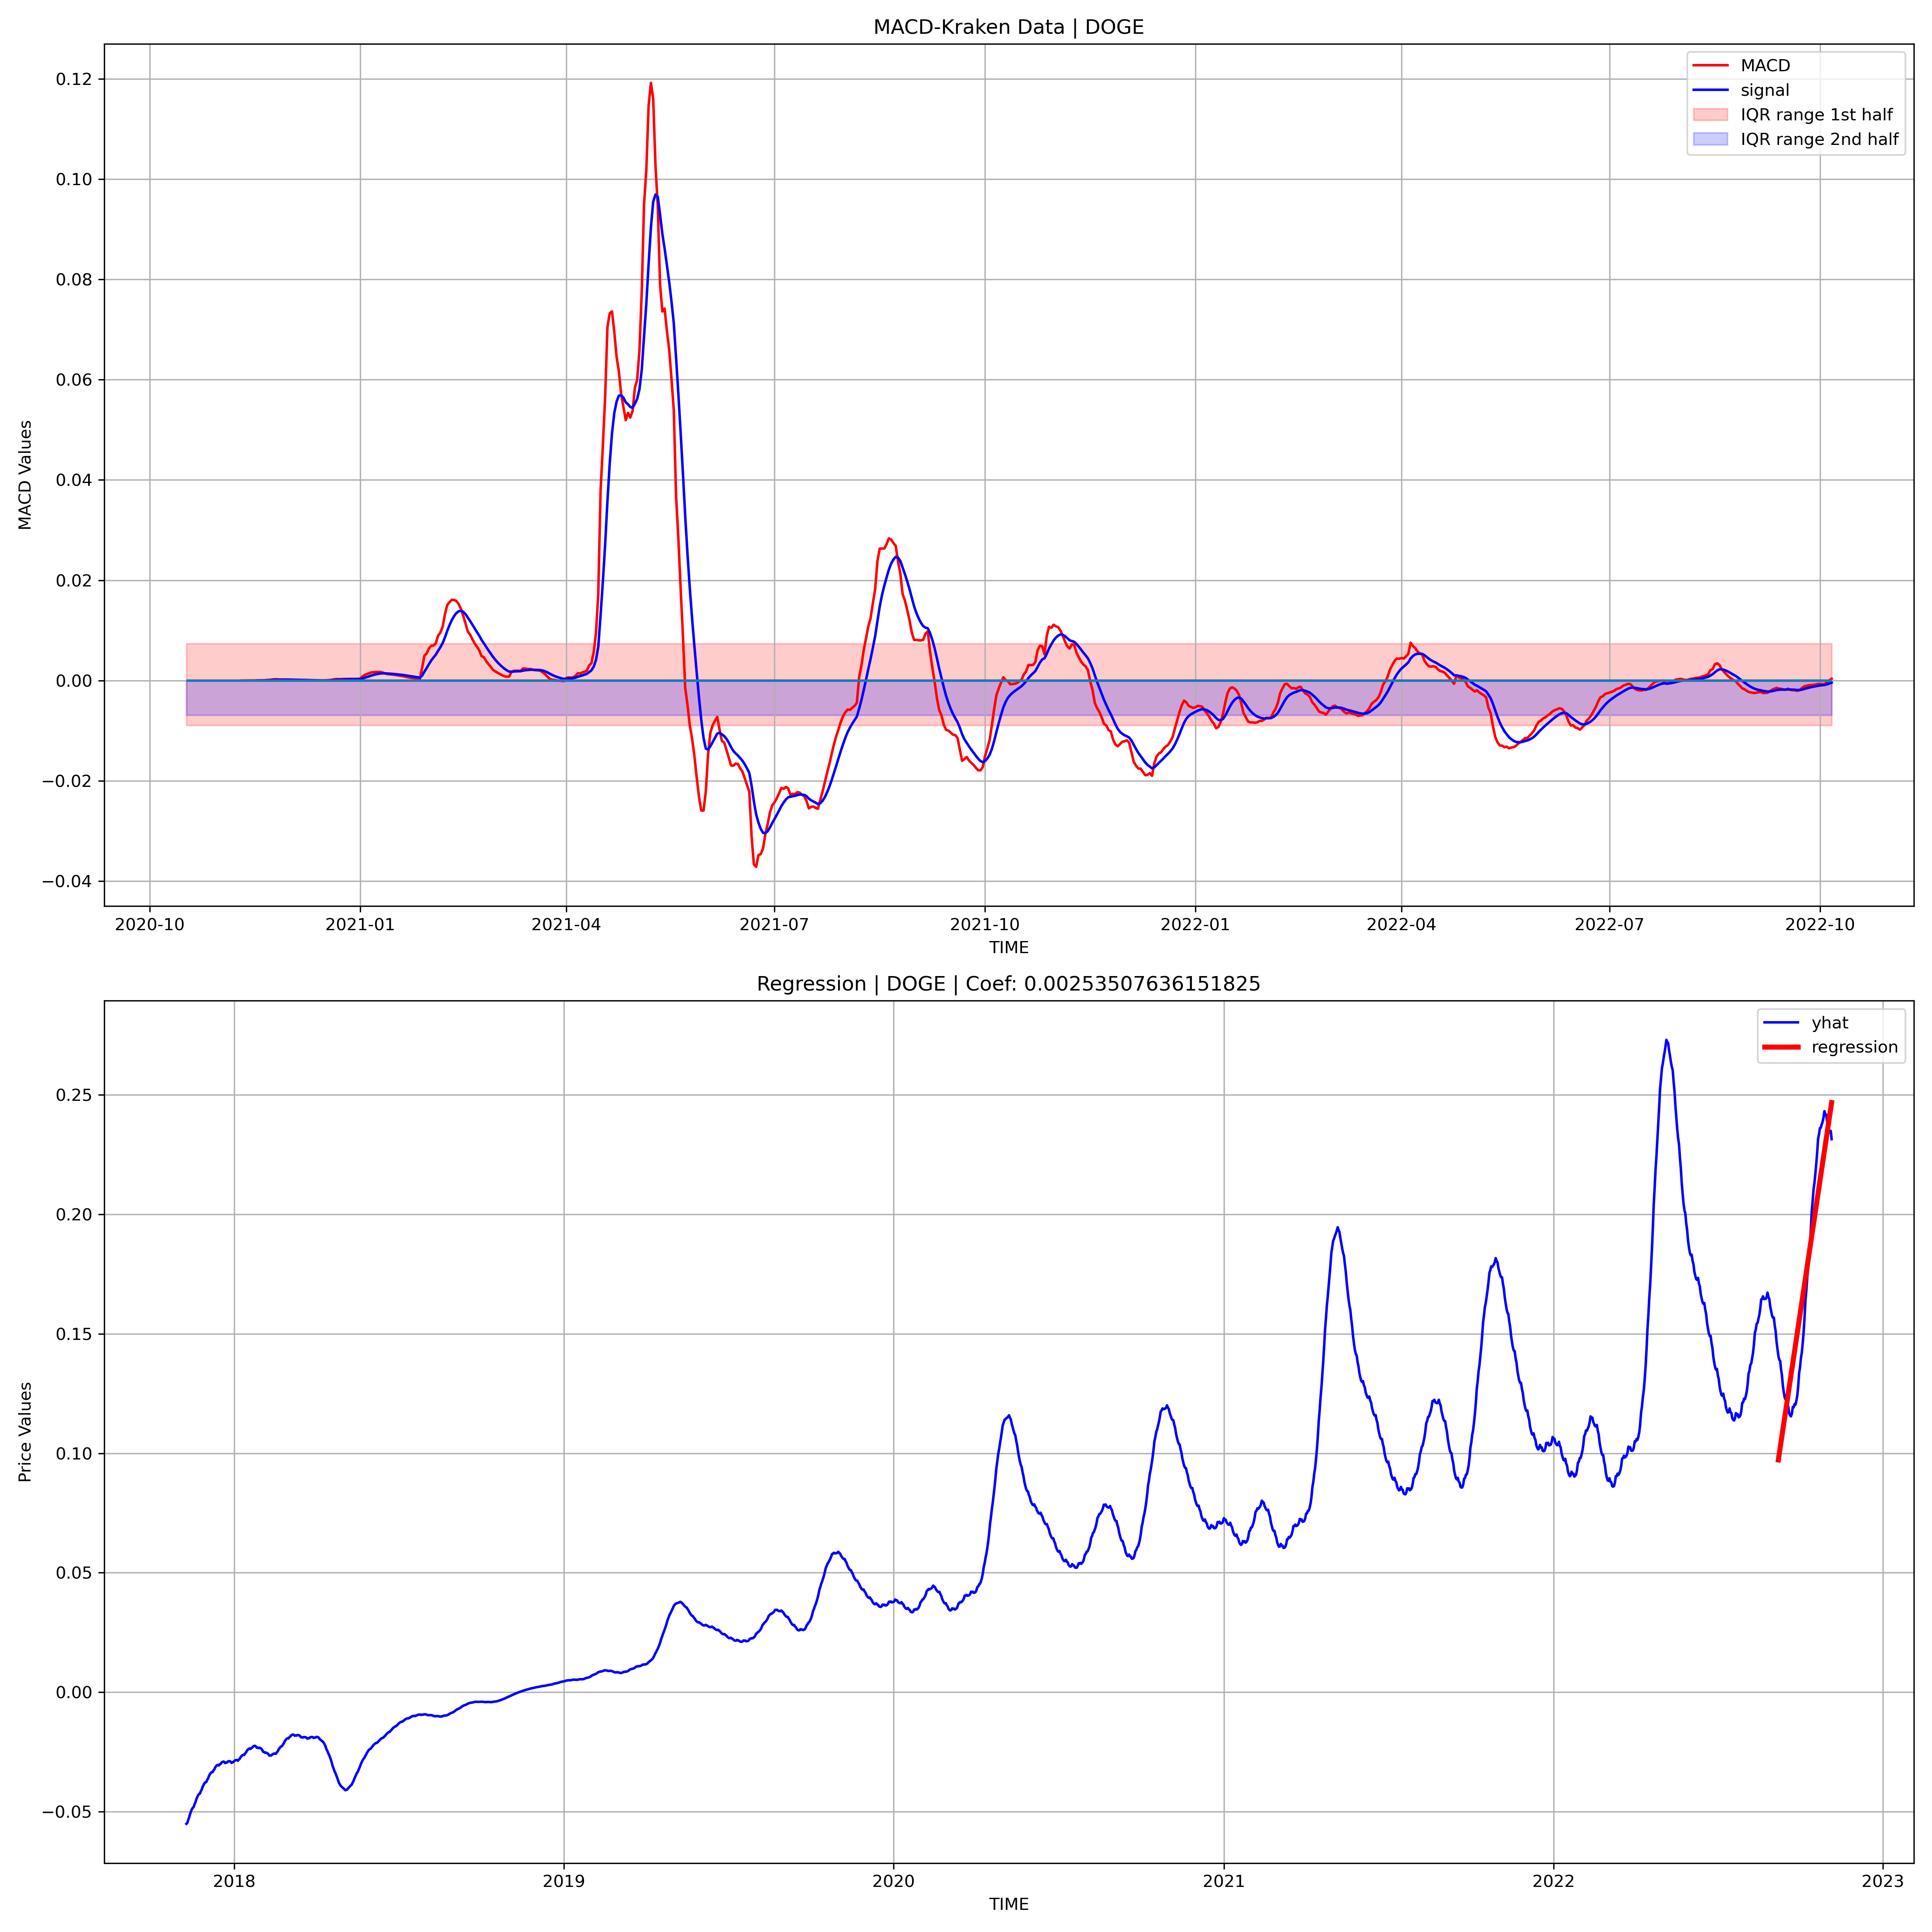 MACD-Kraken Data | DOGE
MACD
signal
IQR range 1st half
IQR range 2nd half
MACD Values
0.12
0.10
0.08
0.06
0.04
0.02
0.00
−0.02
−0.04
2020-10 2021-01 2021-04 2021-07 2021-10 2022-01 2022-04 2022-07 2022-10
TIME
Regression | DOGE | Coef: 0.00253507636151825
yhat
regression
Price Values
0.25
0.20
0.15
0.10
0.05
0.00
−0.05
2018 2019 2020 2021 2022 2023
TIME